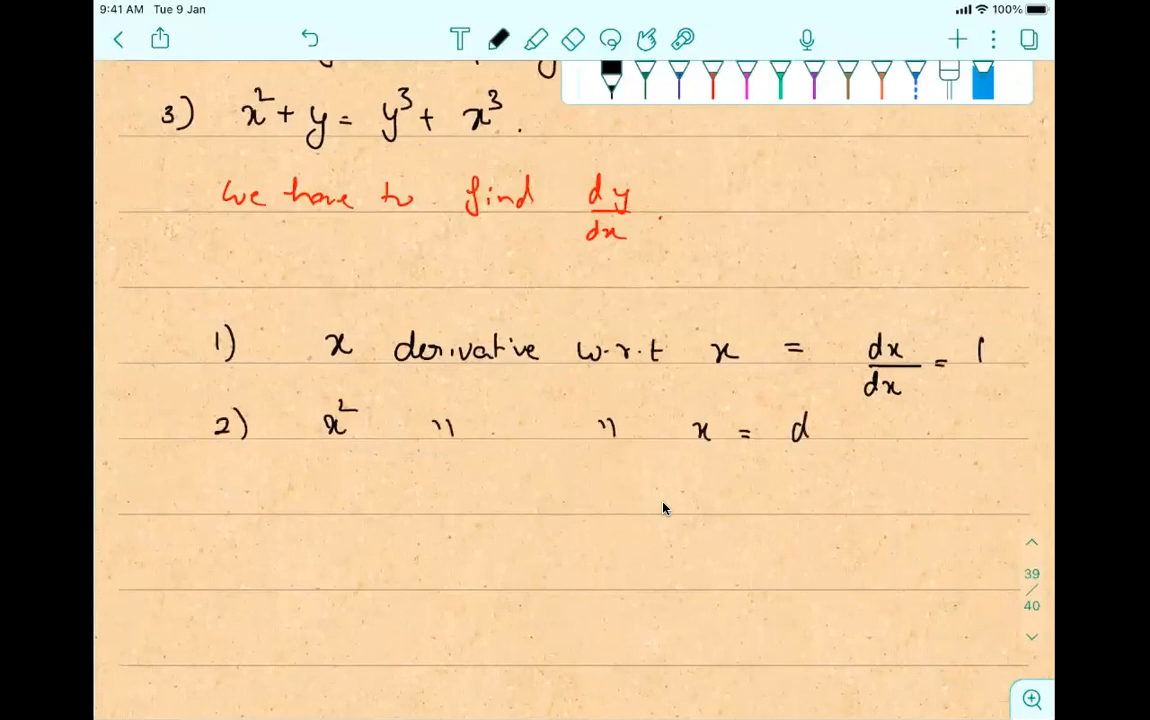 9:41 AM Tue 9 Jan 100%
3) x² + y = y³ + x³.
We have to find dy/dx.
1) x derivative w.r.t x = dx/dx = 1
2) x² " " x = d
39
/
40